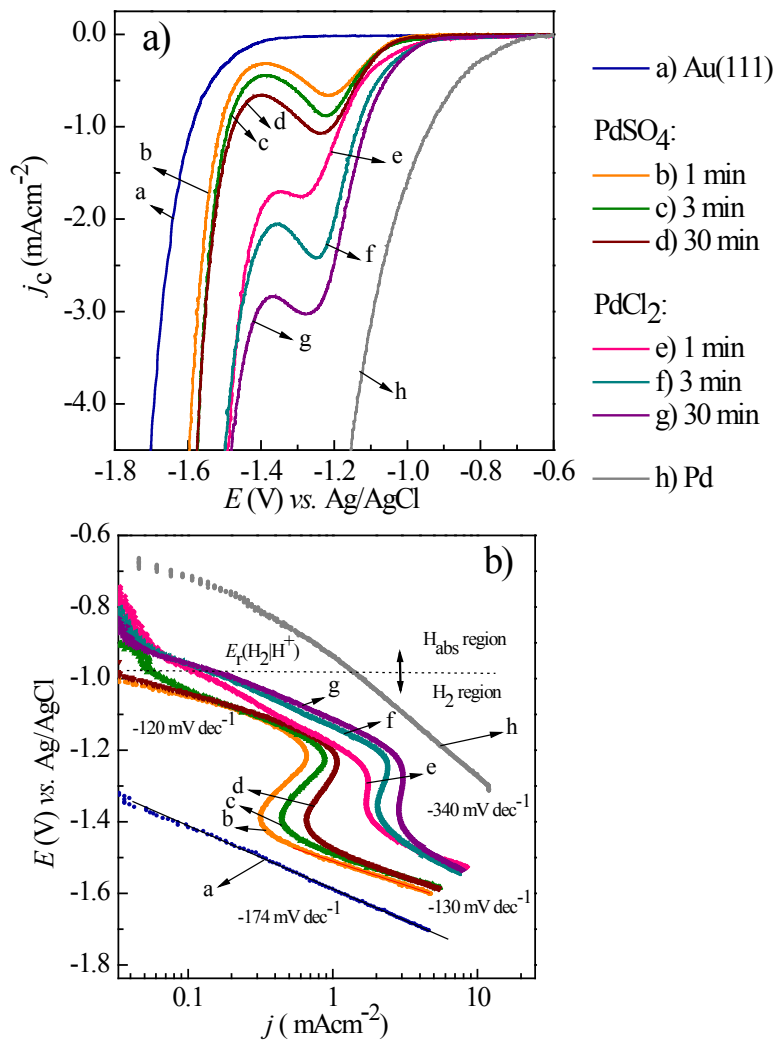 a)
0.0
-1.0
-2.0
-3.0
-4.0
j_c (mAcm^-2)
b
a
c
d
e
f
g
h
-1.8 -1.6 -1.4 -1.2 -1.0 -0.8 -0.6
E (V) vs. Ag/AgCl
a) Au(111)
PdSO4:
b) 1 min
c) 3 min
d) 30 min
PdCl2:
e) 1 min
f) 3 min
g) 30 min
h) Pd
b)
-0.6
-0.8
-1.0
-1.2
-1.4
-1.6
-1.8
E (V) vs. Ag/AgCl
E_r(H2|H^+)
H_abs region
H2 region
g
f
h
e
-120 mV dec^-1
d
c
b
a
-340 mV dec^-1
-130 mV dec^-1
-174 mV dec^-1
0.1 1 10
j ( mAcm^-2)